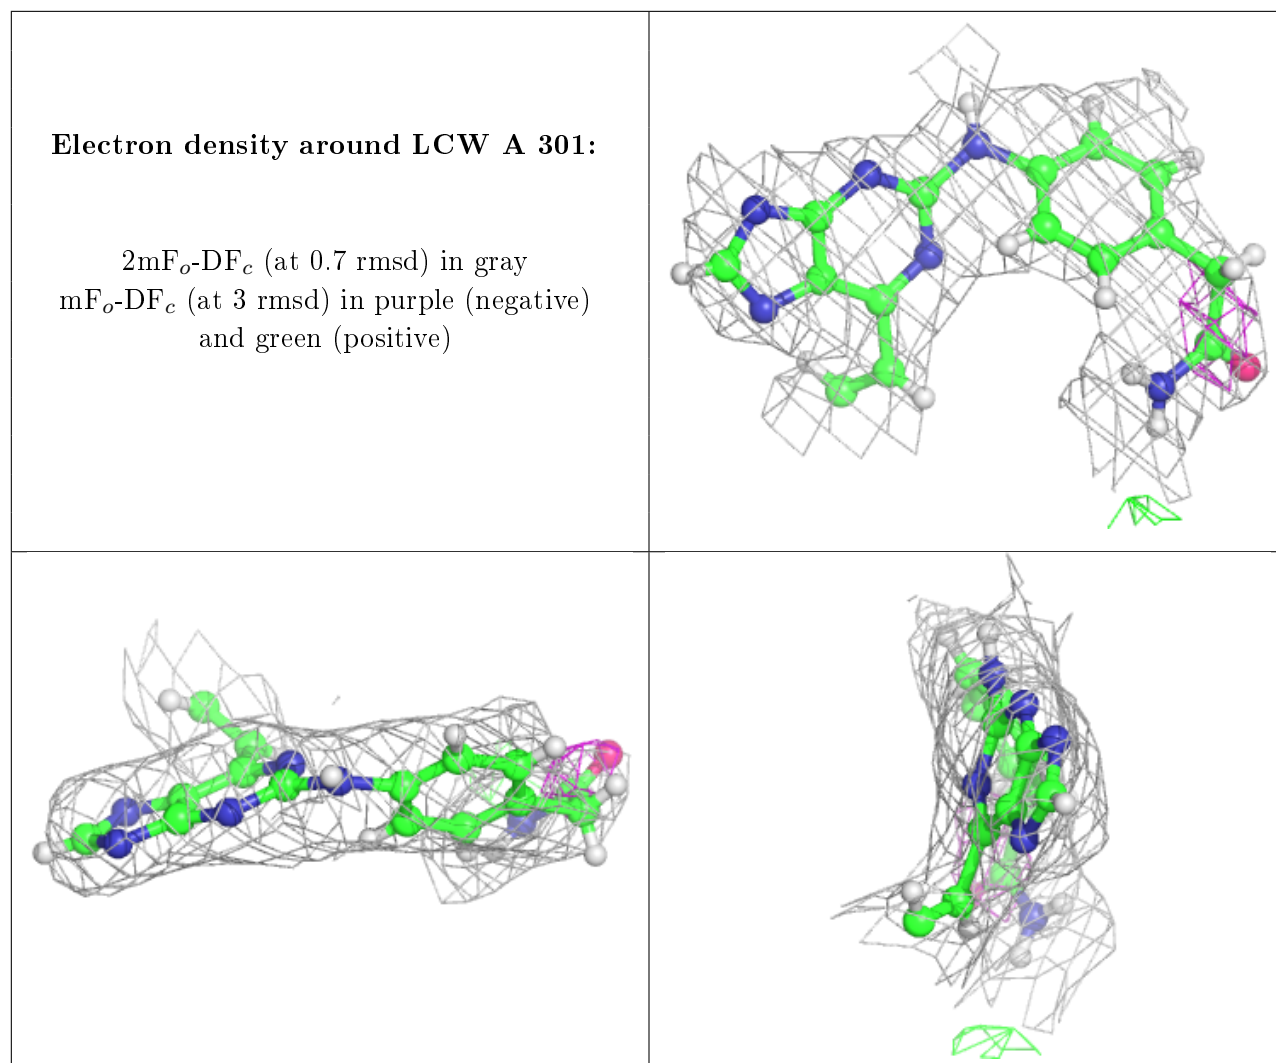 Electron density around LCW A 301:
2mFₒ-DF𝒸 (at 0.7 rmsd) in gray
mFₒ-DF𝒸 (at 3 rmsd) in purple (negative)
and green (positive)